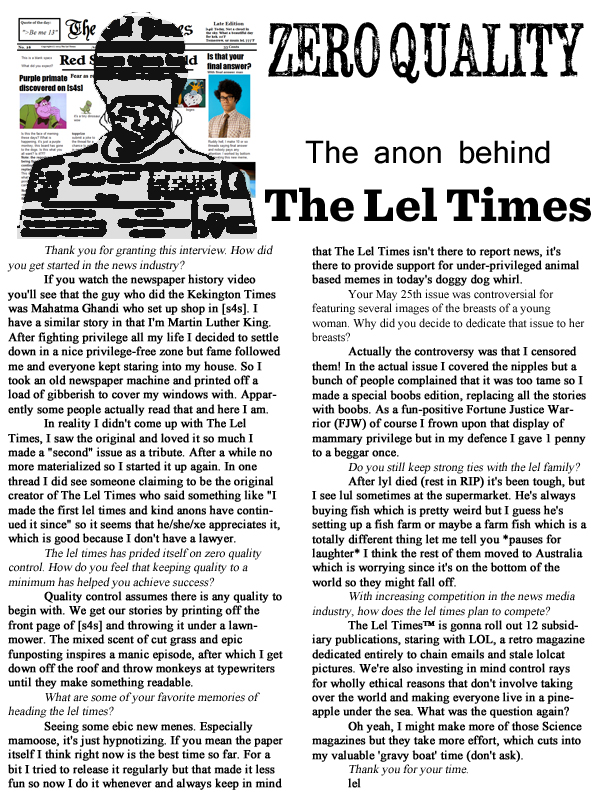 Quote of the day:
">Be me 13"
The
Times
Late Edition
No. 16
35 Cents
Red
ld
Purple primate
discovered on [s4s]
Fear as
Is that your
final answer?
ZERO QUALITY
The anon behind
The Lel Times
Thank you for granting this interview. How did
you get started in the news industry?
If you watch the newspaper history video
you'll see that the guy who did the Kekington Times
was Mahatma Ghandi who set up shop in [s4s]. I
have a similar story in that I'm Martin Luther King.
After fighting privilege all my life I decided to settle
down in a nice privilege-free zone but fame followed
me and everyone kept staring into my house. So I
took an old newspaper machine and printed off a
load of gibberish to cover my windows with. Appar-
ently some people actually read that and here I am.
In reality I didn't come up with The Lel
Times, I saw the original and loved it so much I
made a "second" issue as a tribute. After a while no
more materialized so I started it up again. In one
thread I did see someone claiming to be the original
creator of The Lel Times who said something like "I
made the first lel times and kind anons have contin-
ued it since" so it seems that he/she/xe appreciates it,
which is good because I don't have a lawyer.
The lel times has prided itself on zero quality
control. How do you feel that keeping quality to a
minimum has helped you achieve success?
Quality control assumes there is any quality to
begin with. We get our stories by printing off the
front page of [s4s] and throwing it under a lawn-
mower. The mixed scent of cut grass and epic
funposting inspires a manic episode, after which I get
down off the roof and throw monkeys at typewriters
until they make something readable.
What are some of your favorite memories of
heading the lel times?
Seeing some ebic new menes. Especially
mamoose, it's just hypnotizing. If you mean the paper
itself I think right now is the best time so far. For a
bit I tried to release it regularly but that made it less
fun so now I do it whenever and always keep in mind
that The Lel Times isn't there to report news, it's
there to provide support for under-privileged animal
based memes in today's doggy dog whirl.
Your May 25th issue was controversial for
featuring several images of the breasts of a young
woman. Why did you decide to dedicate that issue to her
breasts?
Actually the controversy was that I censored
them! In the actual issue I covered the nipples but a
bunch of people complained that it was too tame so I
made a special boobs edition, replacing all the stories
with boobs. As a fun-positive Fortune Justice War-
rior (FJW) of course I frown upon that display of
mammary privilege but in my defence I gave 1 penny
to a beggar once.
Do you still keep strong ties with the lel family?
After lyl died (rest in RIP) it's been tough, but
I see lul sometimes at the supermarket. He's always
buying fish which is pretty weird but I guess he's
setting up a fish farm or maybe a farm fish which is a
totally different thing let me tell you *pauses for
laughter* I think the rest of them moved to Australia
which is worrying since it's on the bottom of the
world so they might fall off.
With increasing competition in the news media
industry, how does the lel times plan to compete?
The Lel Times™ is gonna roll out 12 subsid-
iary publications, staring with LOL, a retro magazine
dedicated entirely to chain emails and stale lolcat
pictures. We're also investing in mind control rays
for wholly ethical reasons that don't involve taking
over the world and making everyone live in a pine-
apple under the sea. What was the question again?
Oh yeah, I might make more of those Science
magazines but they take more effort, which cuts into
my valuable 'gravy boat' time (don't ask).
Thank you for your time.
lel